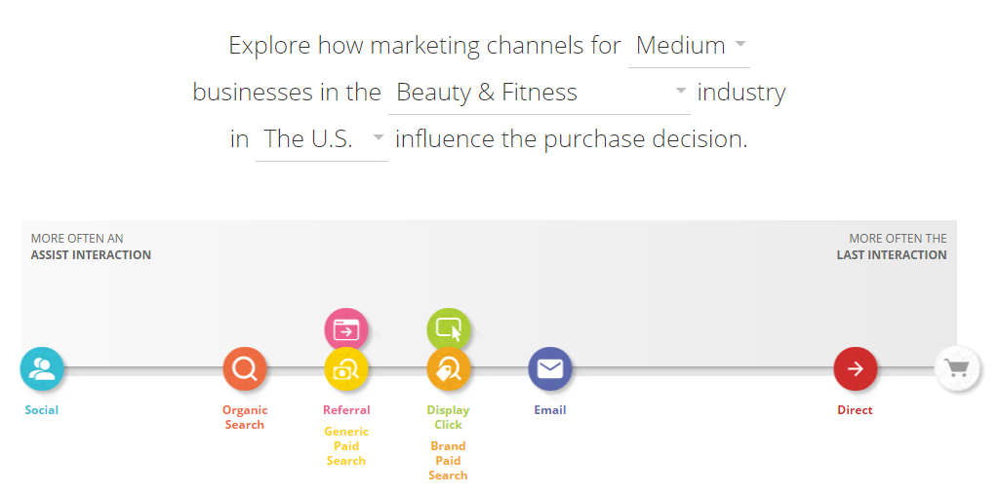 Explore how marketing channels for Medium
businesses in the Beauty & Fitness industry
in The U.S. influence the purchase decision.
MORE OFTEN AN
ASSIST INTERACTION
MORE OFTEN THE
LAST INTERACTION
Social
Organic
Search
Referral
Generic
Paid
Search
Display
Click
Brand
Paid
Search
Email
Direct